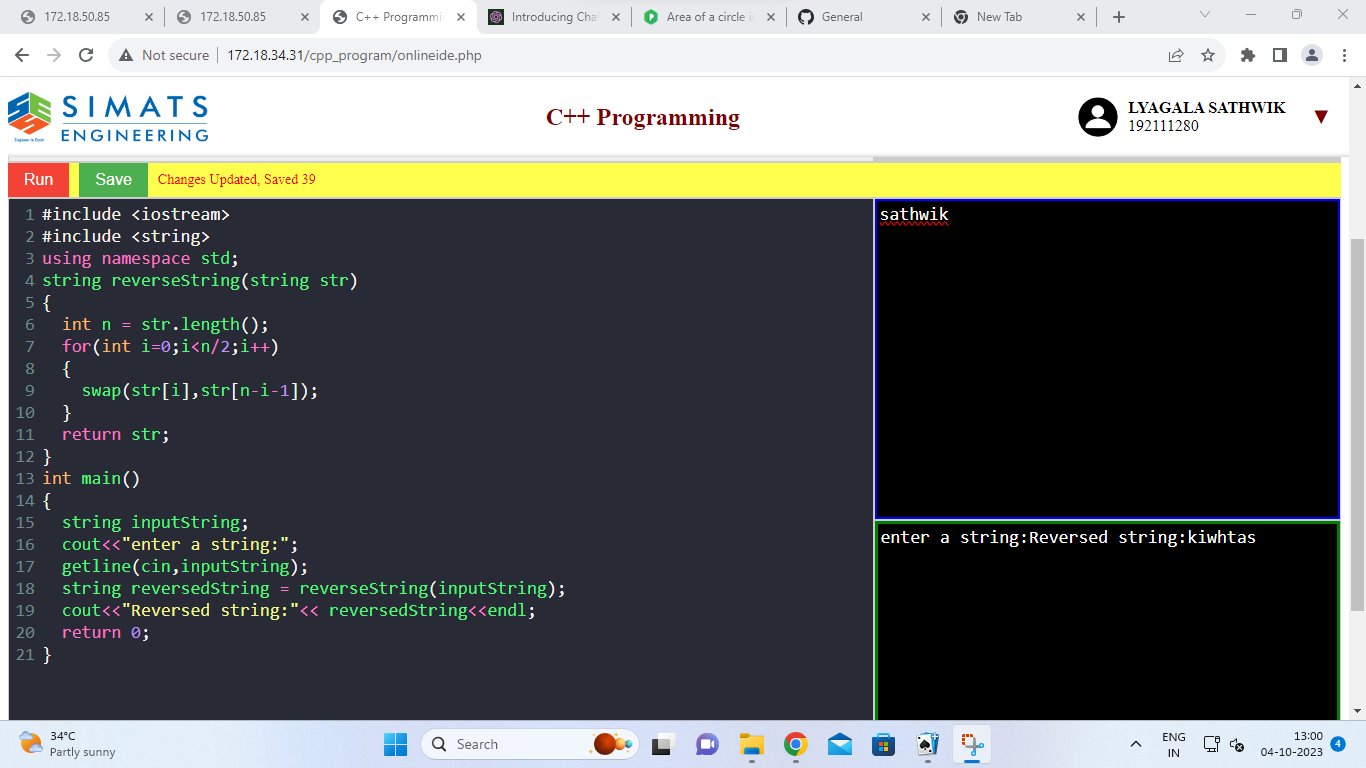 172.18.50.85
172.18.50.85
C++ Programmi
Introducing Cha
Area of a circle i
General
New Tab
Not secure
172.18.34.31/cpp_program/onlineide.php
SIMATS
ENGINEERING
C++ Programming
LYAGALA SATHWIK
192111280
Run
Save
Changes Updated, Saved 39
1 #include <iostream>
2 #include <string>
3 using namespace std;
4 string reverseString(string str)
5 {
6   int n = str.length();
7   for(int i=0;i<n/2;i++)
8   {
9     swap(str[i],str[n-i-1]);
10   }
11   return str;
12 }
13 int main()
14 {
15   string inputString;
16   cout<<"enter a string:";
17   getline(cin,inputString);
18   string reversedString = reverseString(inputString);
19   cout<<"Reversed string:"<< reversedString<<endl;
20   return 0;
21 }
sathwik
enter a string:Reversed string:kiwhtas
34°C
Partly sunny
Search
ENG
IN
13:00
04-10-2023
4